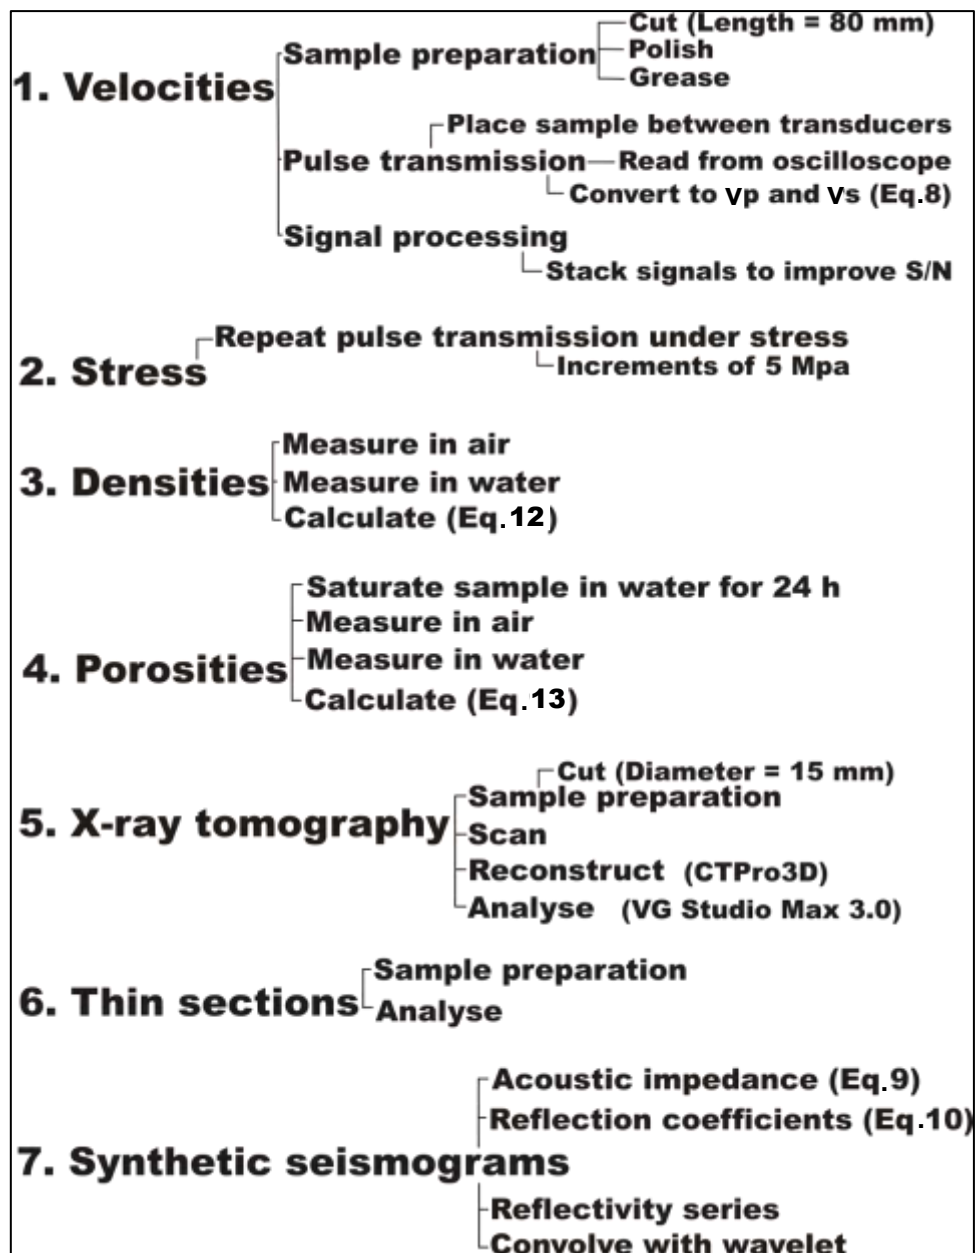 Cut (Length = 80 mm)
Sample preparation
Polish
Grease
1. Velocities
Place sample between transducers
Pulse transmission
Read from oscilloscope
Convert to Vp and Vs (Eq.8)
Signal processing
Stack signals to improve S/N
Repeat pulse transmission under stress
2. Stress
Increments of 5 Mpa
Measure in air
3. Densities
Measure in water
Calculate (Eq.12)
Saturate sample in water for 24 h
Measure in air
4. Porosities
Measure in water
Calculate (Eq.13)
Cut (Diameter = 15 mm)
Sample preparation
5. X-ray tomography
Scan
Reconstruct (CTPro3D)
Analyse (VG Studio Max 3.0)
Sample preparation
6. Thin sections
Analyse
Acoustic impedance (Eq.9)
Reflection coefficients (Eq.10)
7. Synthetic seismograms
Reflectivity series
Convolve with wavelet